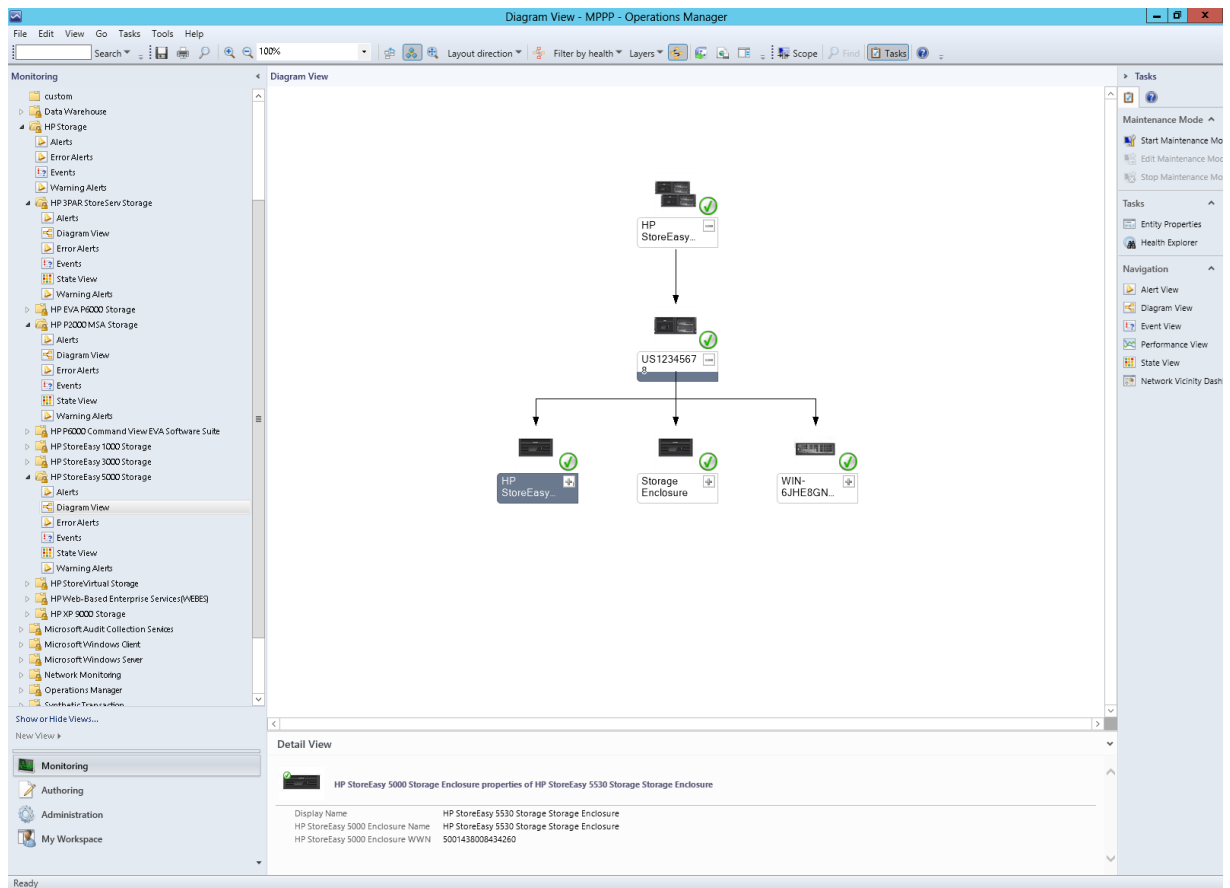 Diagram View - MPPP - Operations Manager
File Edit View Go Tasks Tools Help
Search 100% Layout direction Filter by health Layers Scope Find Tasks
Monitoring
custom
Data Warehouse
HP Storage
Alerts
Error Alerts
Events
Warning Alerts
HP 3PAR StoreServ Storage
Alerts
Diagram View
Error Alerts
Events
State View
Warning Alerts
HP EVA P6000 Storage
HP P2000 MSA Storage
Alerts
Diagram View
Error Alerts
Events
State View
Warning Alerts
HP P6000 Command View EVA Software Suite
HP StoreEasy 1000 Storage
HP StoreEasy 3000 Storage
HP StoreEasy 5000 Storage
Alerts
Diagram View
Error Alerts
Events
State View
Warning Alerts
HP StoreVirtual Storage
HP Web-Based Enterprise Services(WEBES)
HP XP 9000 Storage
Microsoft Audit Collection Services
Microsoft Windows Client
Microsoft Windows Server
Network Monitoring
Operations Manager
Synthetic Transaction
Show or Hide Views...
New View
Monitoring
Authoring
Administration
My Workspace
Ready
Diagram View
HP
StoreEasy...
US1234567
8
HP
StoreEasy...
Storage
Enclosure
WIN-
6JHE8GN...
Detail View
HP StoreEasy 5000 Storage Enclosure properties of HP StoreEasy 5530 Storage Storage Enclosure
Display Name HP StoreEasy 5530 Storage Storage Enclosure
HP StoreEasy 5000 Enclosure Name HP StoreEasy 5530 Storage Storage Enclosure
HP StoreEasy 5000 Enclosure WWN 5001438008434260
Tasks
Maintenance Mode
Start Maintenance Mo
Edit Maintenance Mod
Stop Maintenance Mo
Tasks
Entity Properties
Health Explorer
Navigation
Alert View
Diagram View
Event View
Performance View
State View
Network Vicinity Dash